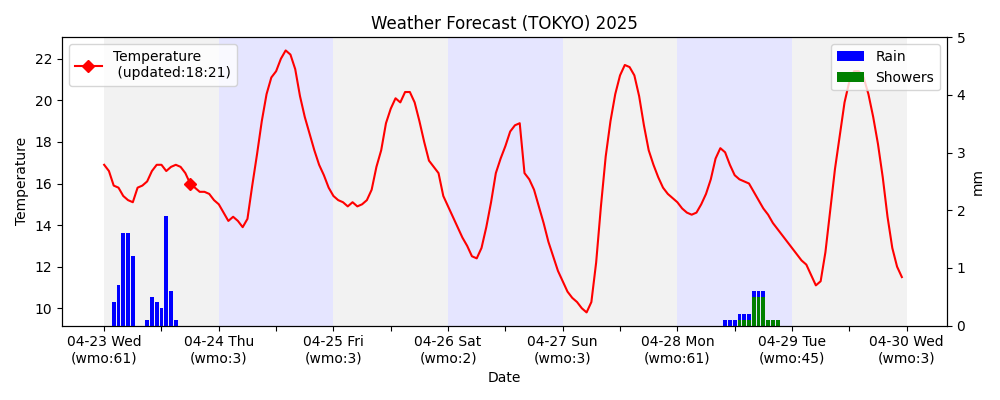 Weather Forecast (TOKYO) 2025
Temperature
(updated:18:21)
Rain
Showers
Temperature
22
20
18
16
14
12
10
5
4
3
2
1
0
mm
04-23 Wed
(wmo:61)
04-24 Thu
(wmo:3)
04-25 Fri
(wmo:3)
04-26 Sat
(wmo:2)
04-27 Sun
(wmo:3)
04-28 Mon
(wmo:61)
04-29 Tue
(wmo:45)
04-30 Wed
(wmo:3)
Date